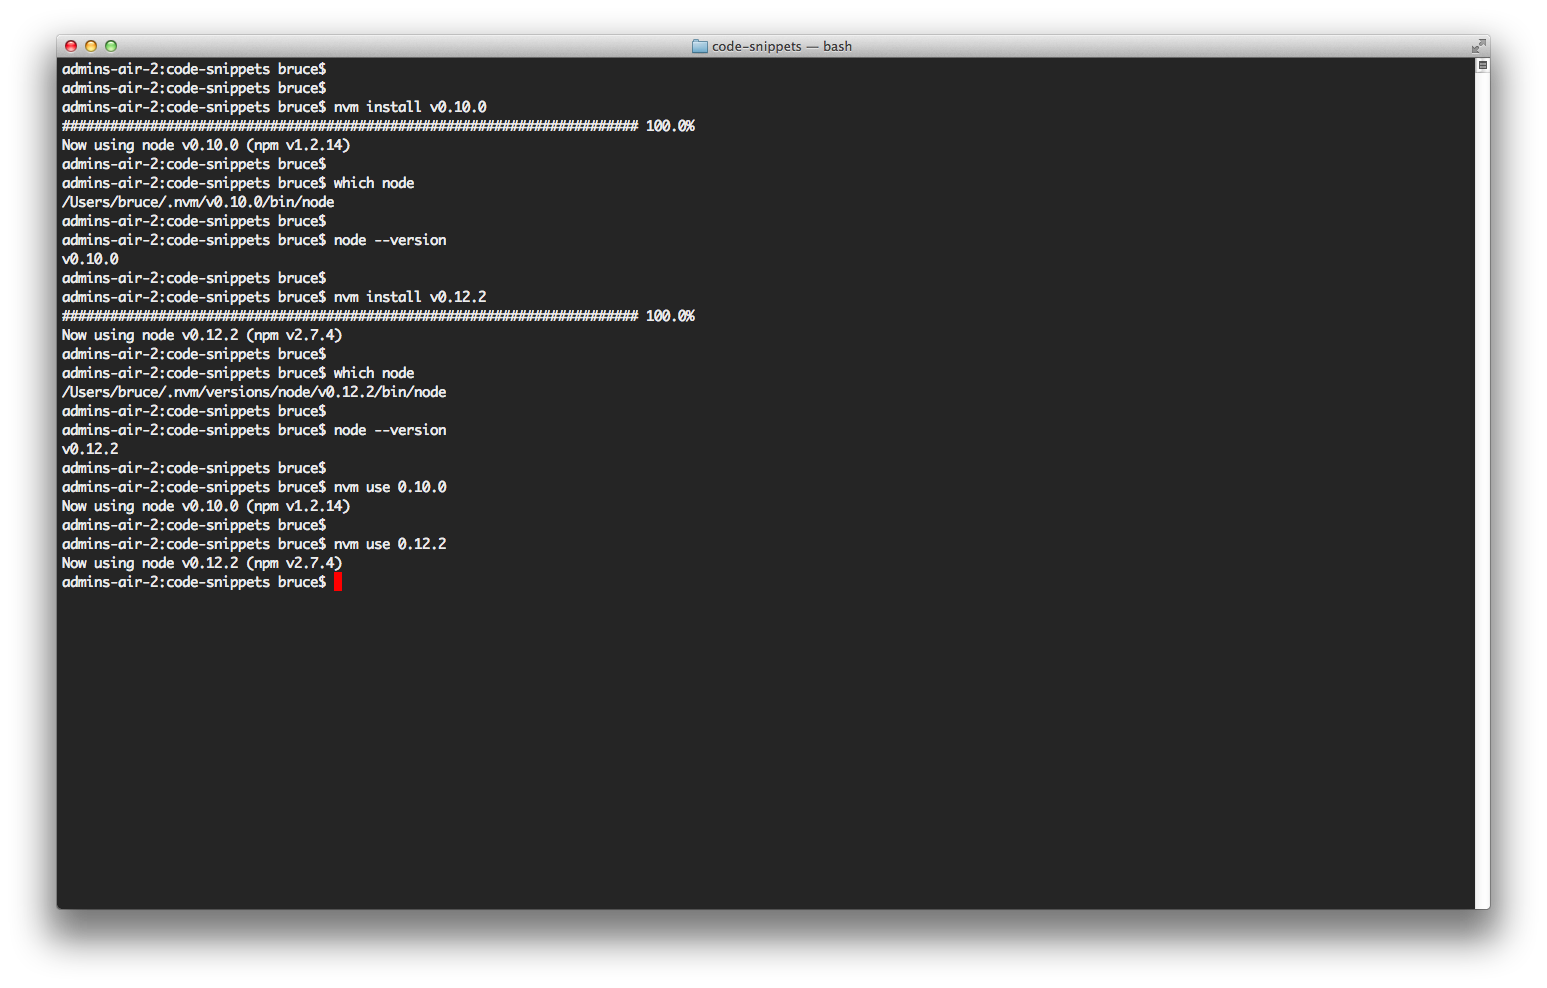 code-snippets — bash
admins-air-2:code-snippets bruce$
admins-air-2:code-snippets bruce$
admins-air-2:code-snippets bruce$ nvm install v0.10.0
######################################################################## 100.0%
Now using node v0.10.0 (npm v1.2.14)
admins-air-2:code-snippets bruce$
admins-air-2:code-snippets bruce$ which node
/Users/bruce/.nvm/v0.10.0/bin/node
admins-air-2:code-snippets bruce$
admins-air-2:code-snippets bruce$ node --version
v0.10.0
admins-air-2:code-snippets bruce$
admins-air-2:code-snippets bruce$ nvm install v0.12.2
######################################################################## 100.0%
Now using node v0.12.2 (npm v2.7.4)
admins-air-2:code-snippets bruce$
admins-air-2:code-snippets bruce$ which node
/Users/bruce/.nvm/versions/node/v0.12.2/bin/node
admins-air-2:code-snippets bruce$
admins-air-2:code-snippets bruce$ node --version
v0.12.2
admins-air-2:code-snippets bruce$
admins-air-2:code-snippets bruce$ nvm use 0.10.0
Now using node v0.10.0 (npm v1.2.14)
admins-air-2:code-snippets bruce$
admins-air-2:code-snippets bruce$ nvm use 0.12.2
Now using node v0.12.2 (npm v2.7.4)
admins-air-2:code-snippets bruce$